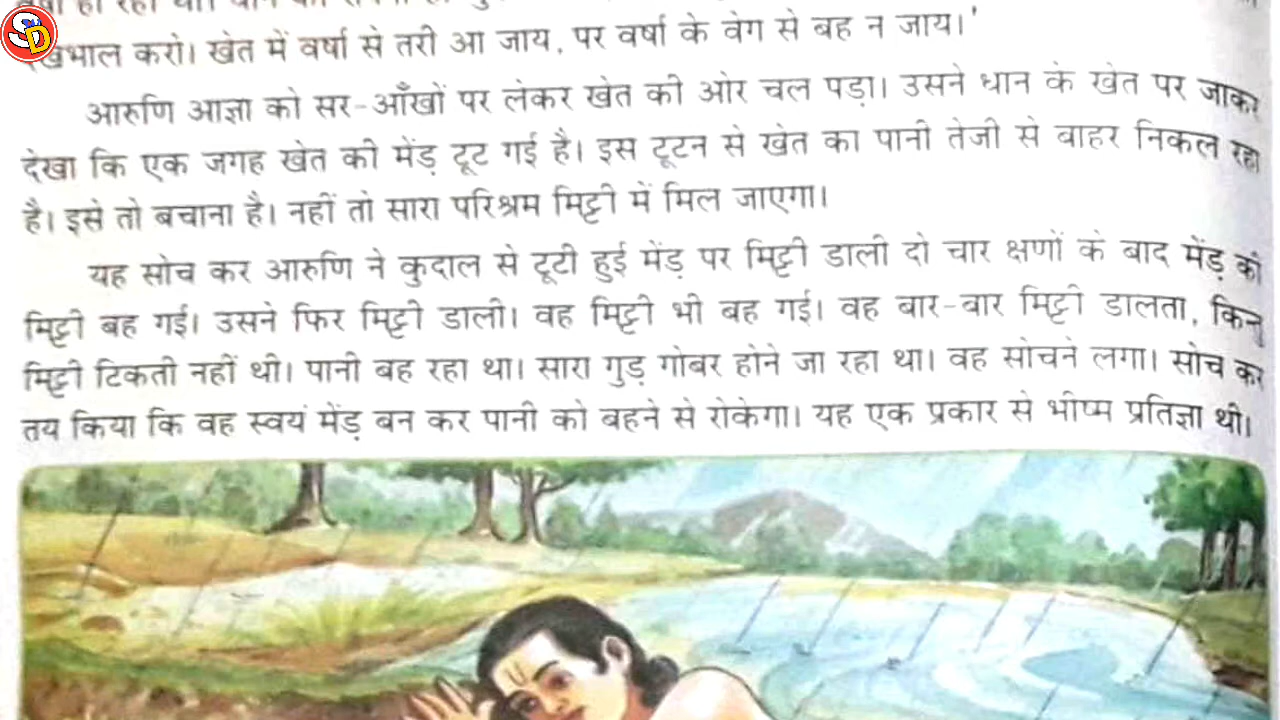 देखभाल करो। खेत में वर्षा से तरी आ जाय, पर वर्षा के वेग से बह न जाय।'
आरुणि आज्ञा को सर-आँखों पर लेकर खेत की ओर चल पड़ा। उसने धान के खेत पर जाकर
देखा कि एक जगह खेत की मेंड़ टूट गई है। इस टूटन से खेत का पानी तेजी से बाहर निकल रहा
है। इसे तो बचाना है। नहीं तो सारा परिश्रम मिट्टी में मिल जाएगा।
यह सोच कर आरुणि ने कुदाल से टूटी हुई मेंड़ पर मिट्टी डाली दो चार क्षणों के बाद मेंड़ की
मिट्टी बह गई। उसने फिर मिट्टी डाली। वह मिट्टी भी बह गई। वह बार-बार मिट्टी डालता, किन्तु
मिट्टी टिकती नहीं थी। पानी बह रहा था। सारा गुड़ गोबर होने जा रहा था। वह सोचने लगा। सोच कर
तय किया कि वह स्वयं मेंड़ बन कर पानी को बहने से रोकेगा। यह एक प्रकार से भीष्म प्रतिज्ञा थी।